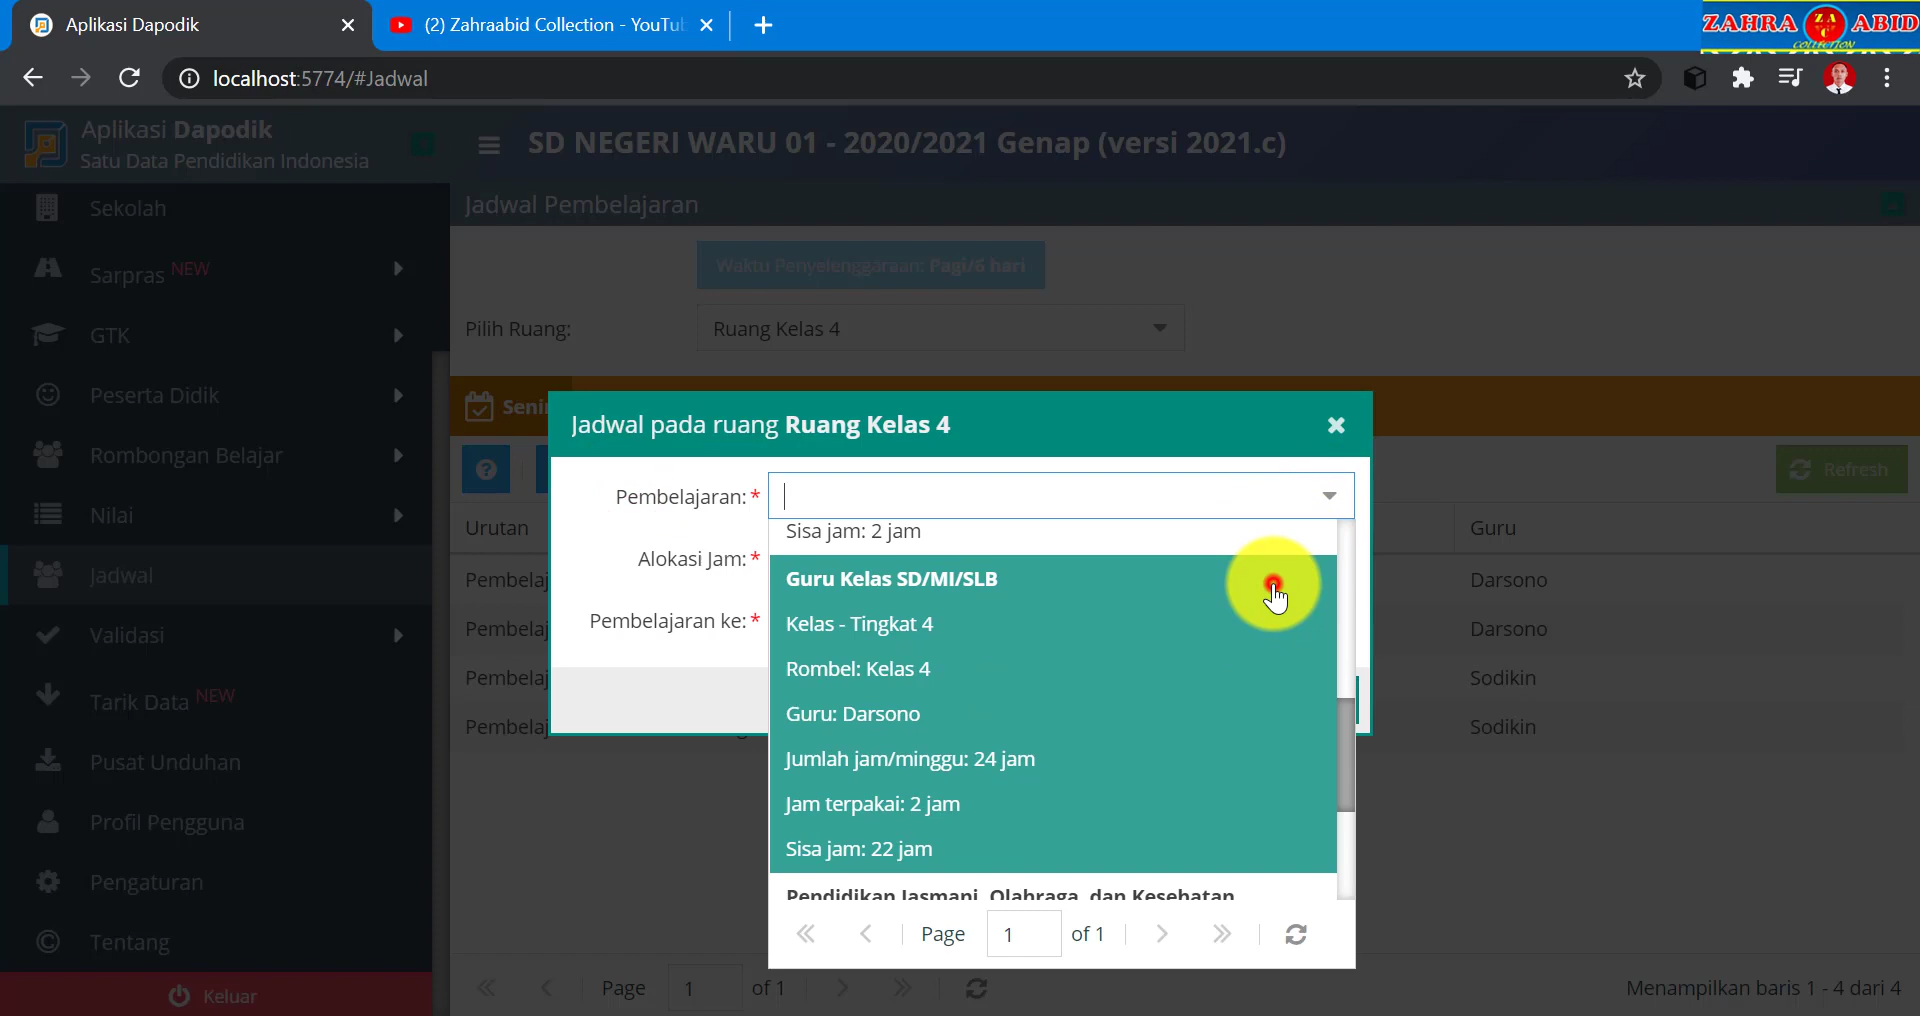 Aplikasi Dapodik
(2) Zahraabid Collection - YouTu
ZAHRA ZA C ABID
COLLECTION
localhost:5774/#Jadwal
Aplikasi Dapodik
Satu Data Pendidikan Indonesia
SD NEGERI WARU 01 - 2020/2021 Genap (versi 2021.c)
Sekolah
Sarpras NEW
GTK
Peserta Didik
Rombongan Belajar
Nilai
Jadwal
Validasi
Tarik Data NEW
Pusat Unduhan
Profil Pengguna
Pengaturan
Tentang
Keluar
Jadwal Pembelajaran
Waktu Penyelenggaraan: Pagi/6 hari
Pilih Ruang:
Ruang Kelas 4
Senin
Refresh
Urutan
Guru
Pembelaj
Darsono
Pembelaj
Darsono
Pembelaj
Sodikin
Pembelaj
Sodikin
Jadwal pada ruang Ruang Kelas 4
Pembelajaran:*
Alokasi Jam:*
Pembelajaran ke:*
Sisa jam: 2 jam
Guru Kelas SD/MI/SLB
Kelas - Tingkat 4
Rombel: Kelas 4
Guru: Darsono
Jumlah jam/minggu: 24 jam
Jam terpakai: 2 jam
Sisa jam: 22 jam
Pendidikan Jasmani, Olahraga, dan Kesehatan
Page 1 of 1
Page 1 of 1
Menampilkan baris 1 - 4 dari 4